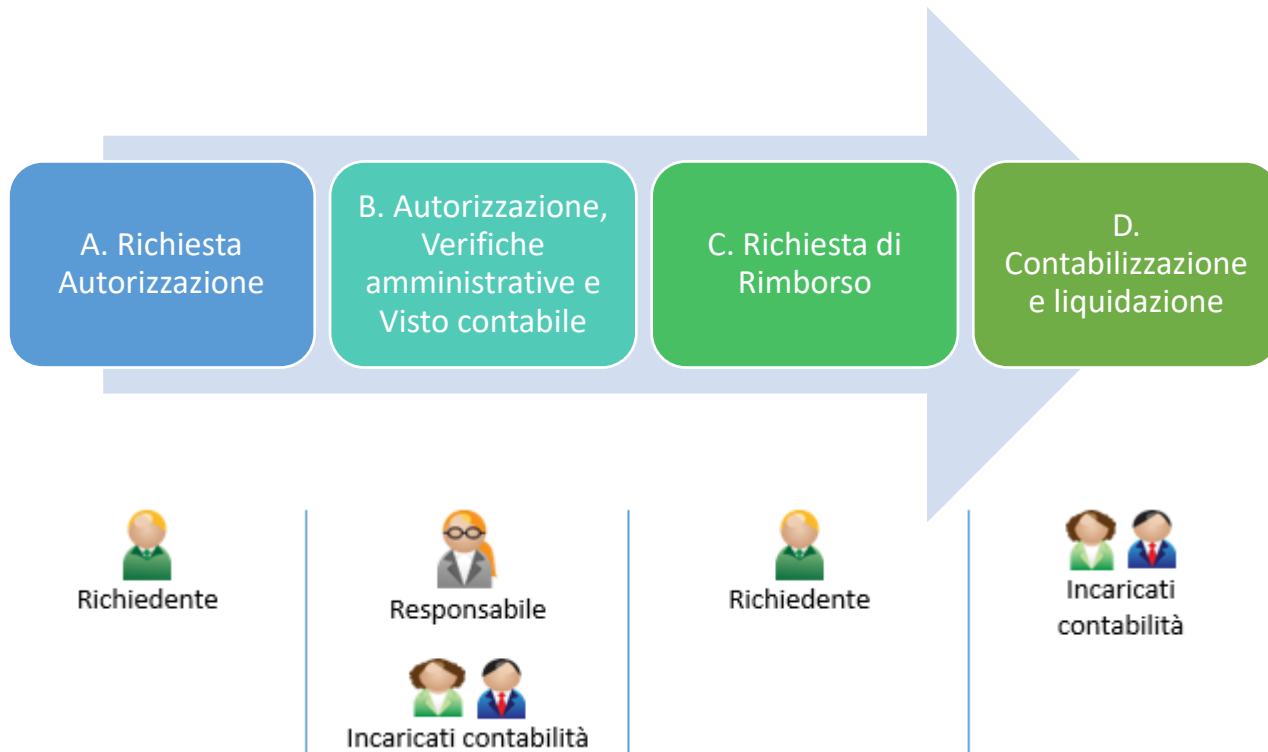 A. Richiesta
Autorizzazione
B. Autorizzazione,
Verifiche
amministrative e
Visto contabile
C. Richiesta di
Rimborso
D.
Contabilizzazione
e liquidazione
Richiedente
Responsabile
Incaricati contabilità
Richiedente
Incaricati
contabilità